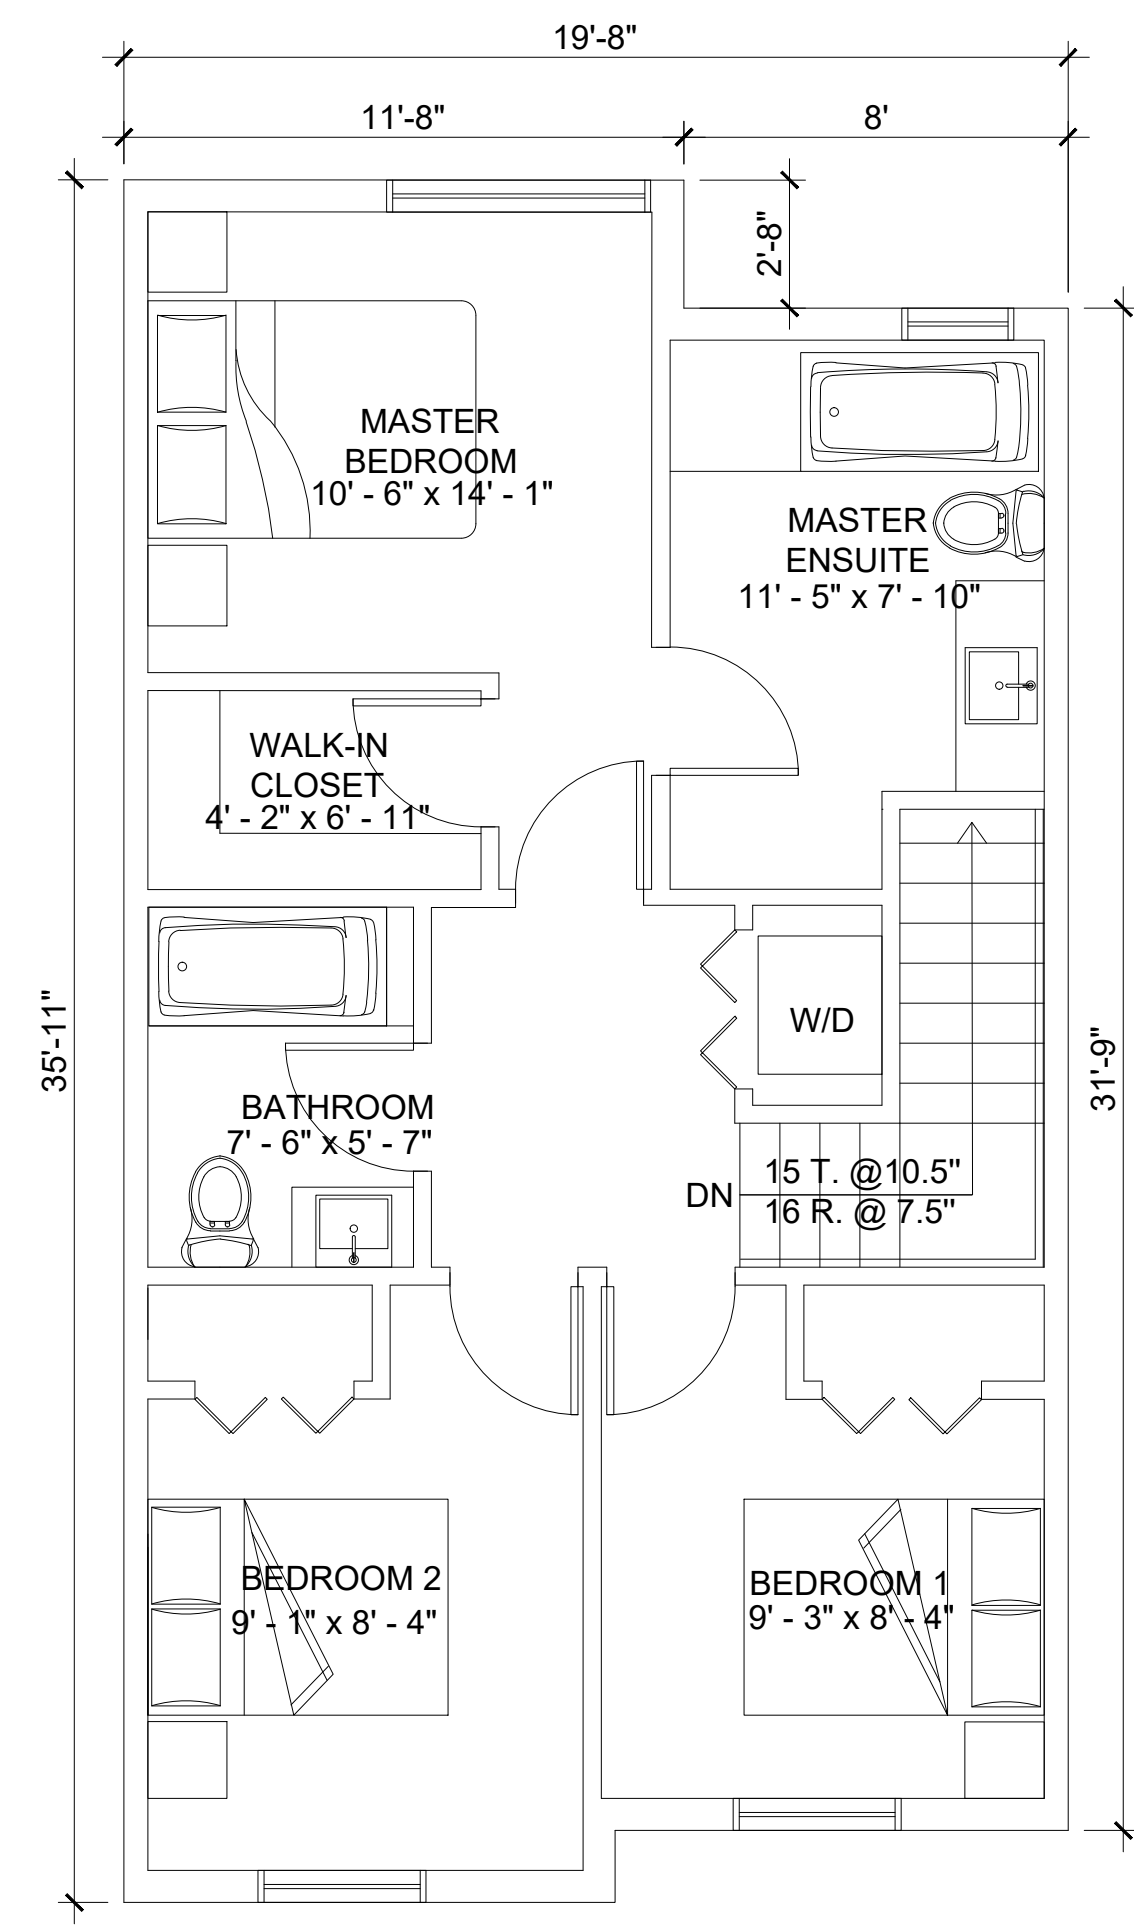 19'-8"
11'-8"
8'
2'-8"
MASTER
BEDROOM
10' - 6" x 14' - 1"
MASTER
ENSUITE
11' - 5" x 7' - 10"
WALK-IN
CLOSET
4' - 2" x 6' - 11"
35'-11"
W/D
31'-9"
BATHROOM
7' - 6" x 5' - 7"
DN
15 T. @10.5"
16 R. @ 7.5"
BEDROOM 2
9' - 1" x 8' - 4"
BEDROOM 1
9' - 3" x 8' - 4"